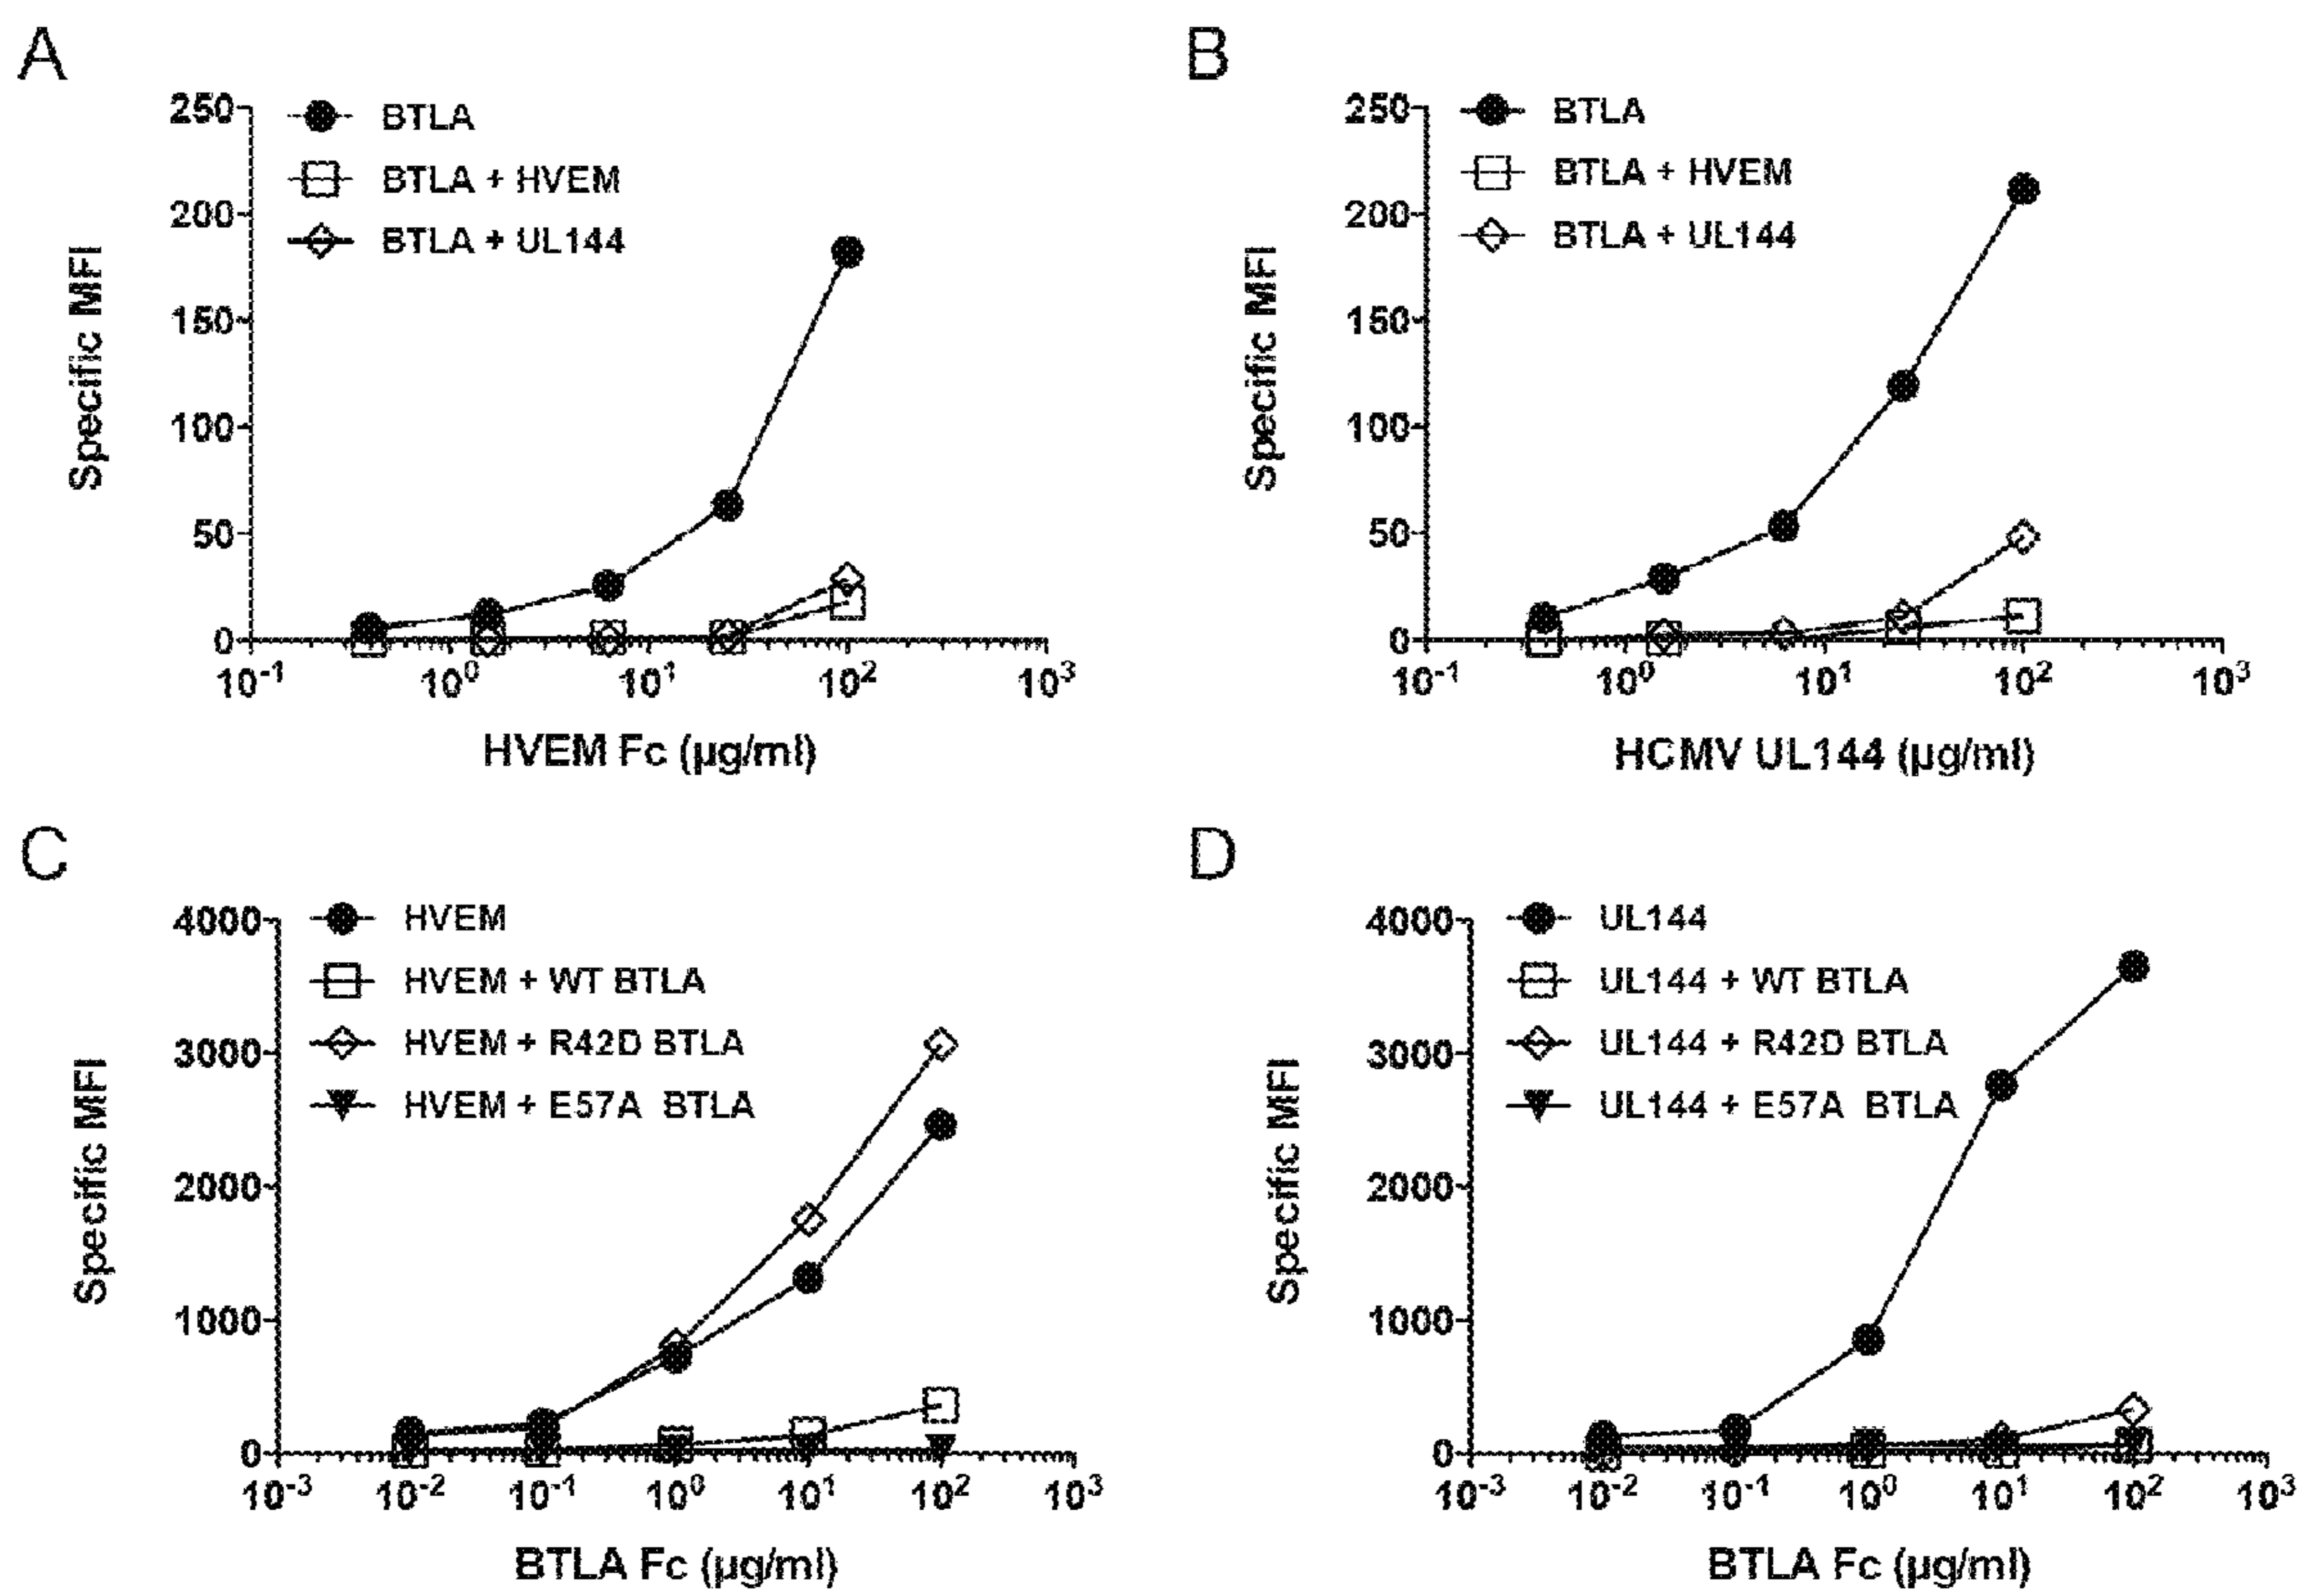 A
250
200
150
100
50
0
Specific MFI
BTLA
BTLA + HVEM
BTLA + UL144
10⁻¹ 10⁰ 10¹ 10² 10³
HVEM Fc (µg/ml)
B
250
200
150
100
50
0
Specific MFI
BTLA
BTLA + HVEM
BTLA + UL144
10⁻¹ 10⁰ 10¹ 10² 10³
HCMV UL144 (µg/ml)
C
4000
3000
2000
1000
0
Specific MFI
HVEM
HVEM + WT BTLA
HVEM + R42D BTLA
HVEM + E57A BTLA
10⁻³ 10⁻² 10⁻¹ 10⁰ 10¹ 10² 10³
BTLA Fc (µg/ml)
D
4000
3000
2000
1000
0
Specific MFI
UL144
UL144 + WT BTLA
UL144 + R42D BTLA
UL144 + E57A BTLA
10⁻³ 10⁻² 10⁻¹ 10⁰ 10¹ 10² 10³
BTLA Fc (µg/ml)